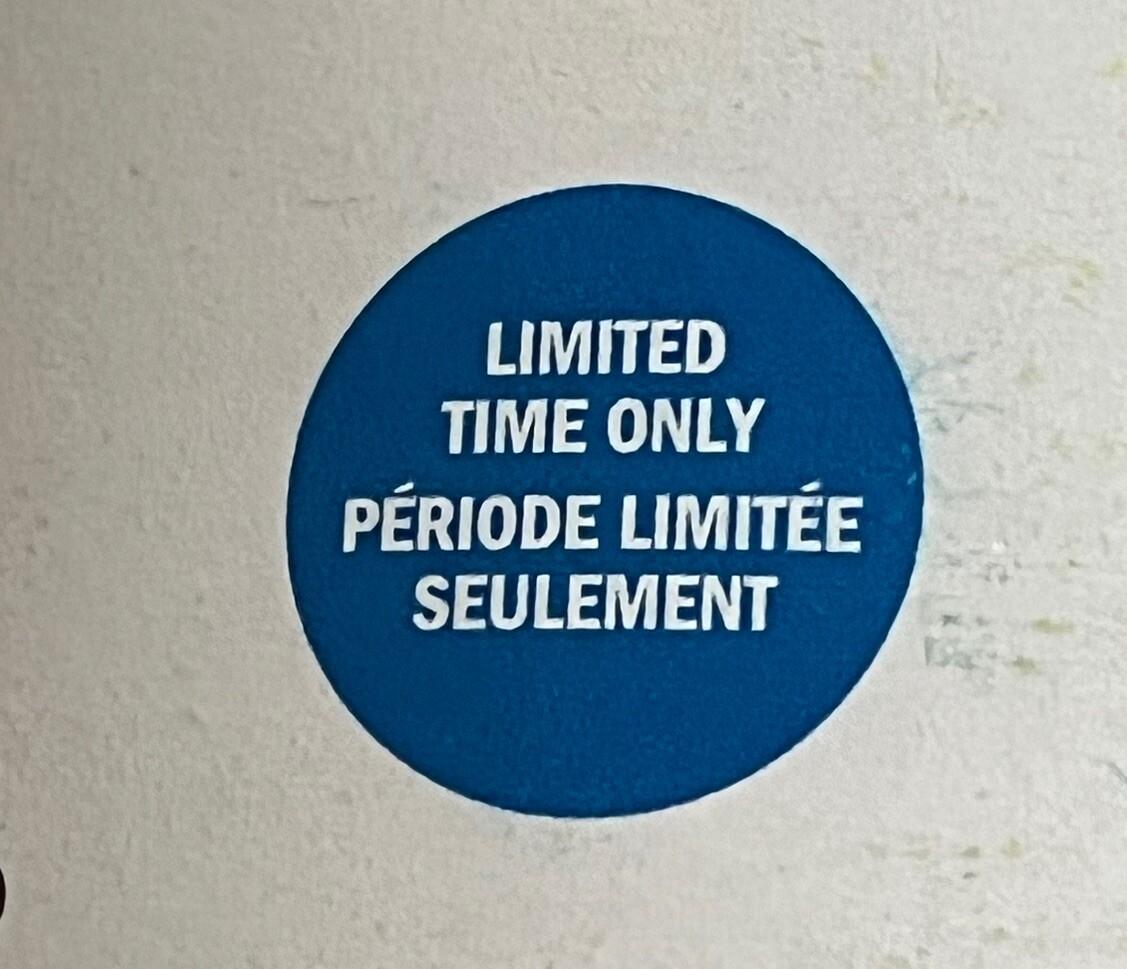 LIMITED
TIME ONLY
PÉRIODE LIMITÉE
SEULEMENT